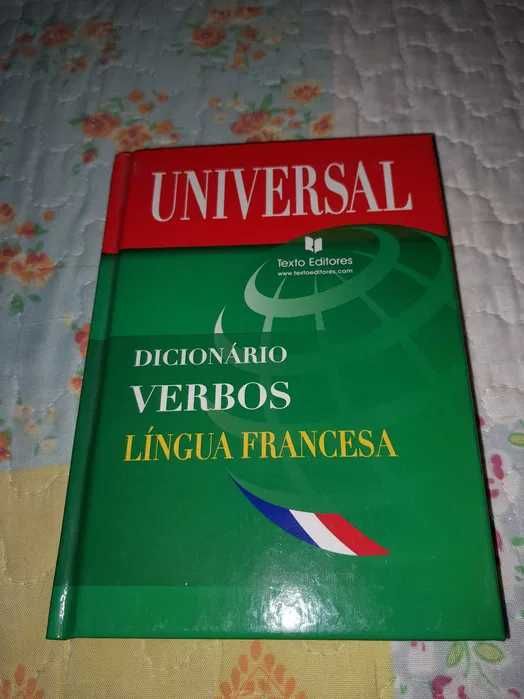 UNIVERSAL
Texto Editores
www.textoeditores.com
DICIONÁRIO
VERBOS
LÍNGUA FRANCESA